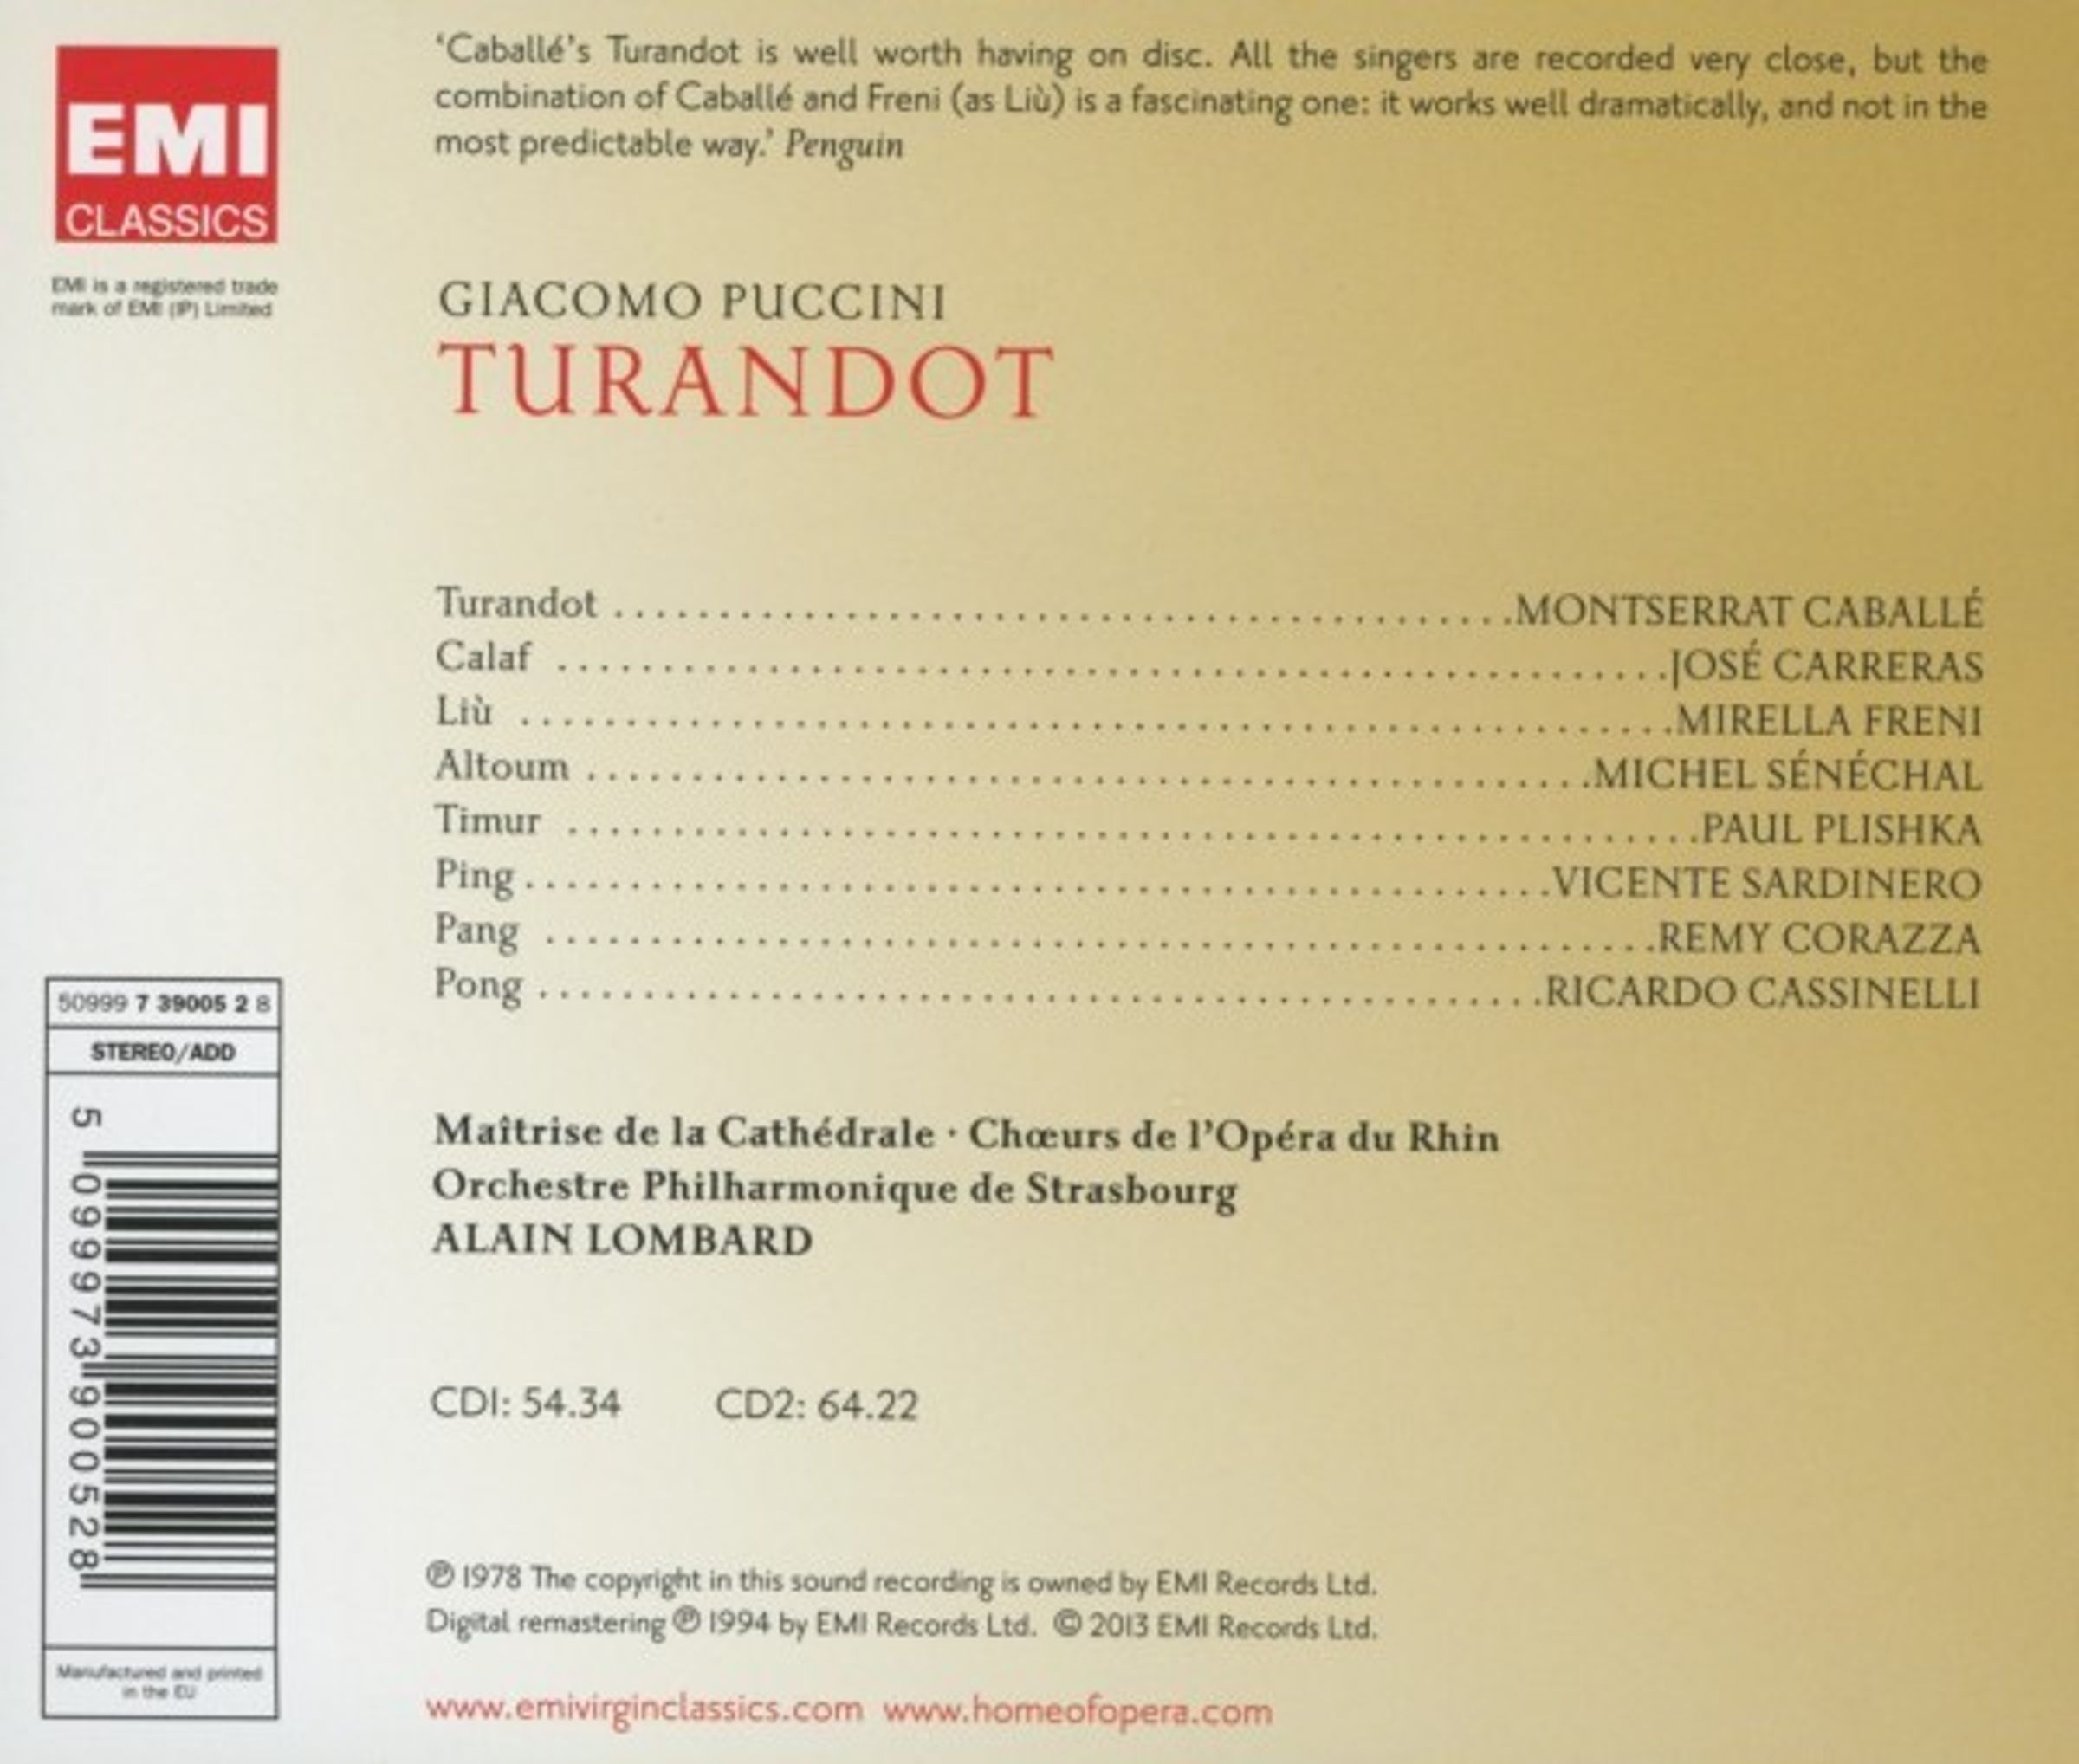 EMI
CLASSICS
EMI is a registered trade
mark of EMI (IP) Limited
'Caballé's Turandot is well worth having on disc. All the singers are recorded very close, but the
combination of Caballé and Freni (as Liù) is a fascinating one: it works well dramatically, and not in the
most predictable way.' Penguin
GIACOMO PUCCINI
TURANDOT
Turandot ........................................ MONTSERRAT CABALLÉ
Calaf ........................................ JOSÉ CARRERAS
Liù ........................................ MIRELLA FRENI
Altoum ........................................ MICHEL SÉNÉCHAL
Timur ........................................ PAUL PLISHKA
Ping ........................................ VICENTE SARDINERO
Pang ........................................ REMY CORAZZA
Pong ........................................ RICARDO CASSINELLI
50999 7 39005 2 8
STEREO/ADD
5 099973 900528
Manufactured and printed
in the EU
Maîtrise de la Cathédrale · Chœurs de l'Opéra du Rhin
Orchestre Philharmonique de Strasbourg
ALAIN LOMBARD
CD1: 54.34 CD2: 64.22
℗ 1978 The copyright in this sound recording is owned by EMI Records Ltd.
Digital remastering ℗ 1994 by EMI Records Ltd. © 2013 EMI Records Ltd.
www.emivirginclassics.com www.homeofopera.com